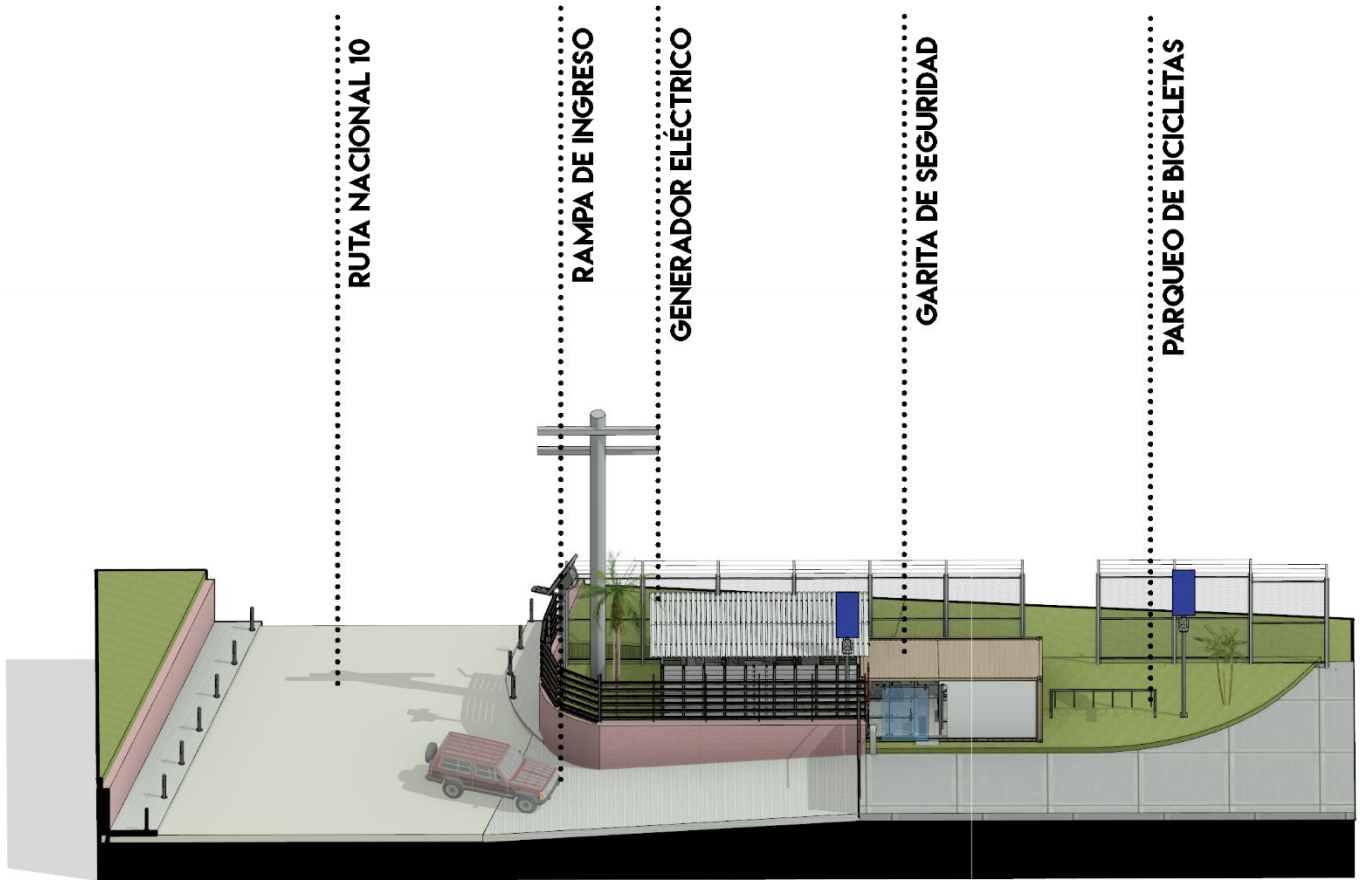 RUTA NACIONAL 10
RAMPA DE INGRESO
GENERADOR ELÉCTRICO
GARITA DE SEGURIDAD
PARQUEO DE BICICLETAS